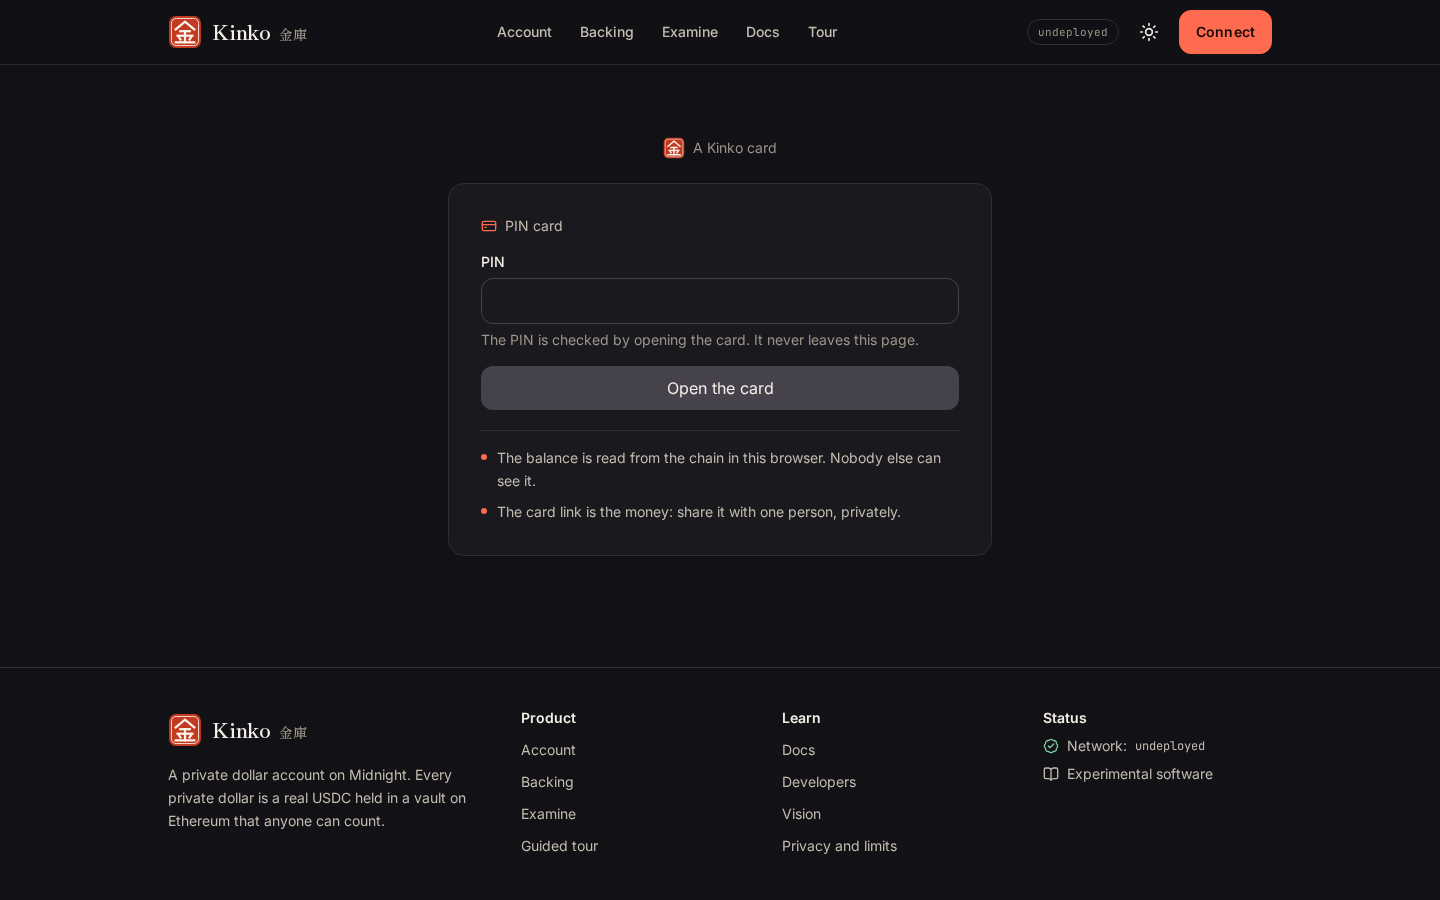 金 Kinko 金庫
Account Backing Examine Docs Tour
undeployed
Connect
金 A Kinko card
PIN card
PIN
The PIN is checked by opening the card. It never leaves this page.
Open the card
The balance is read from the chain in this browser. Nobody else can
see it.
The card link is the money: share it with one person, privately.
金 Kinko 金庫
A private dollar account on Midnight. Every
private dollar is a real USDC held in a vault on
Ethereum that anyone can count.
Product
Account
Backing
Examine
Guided tour
Learn
Docs
Developers
Vision
Privacy and limits
Status
Network: undeployed
Experimental software